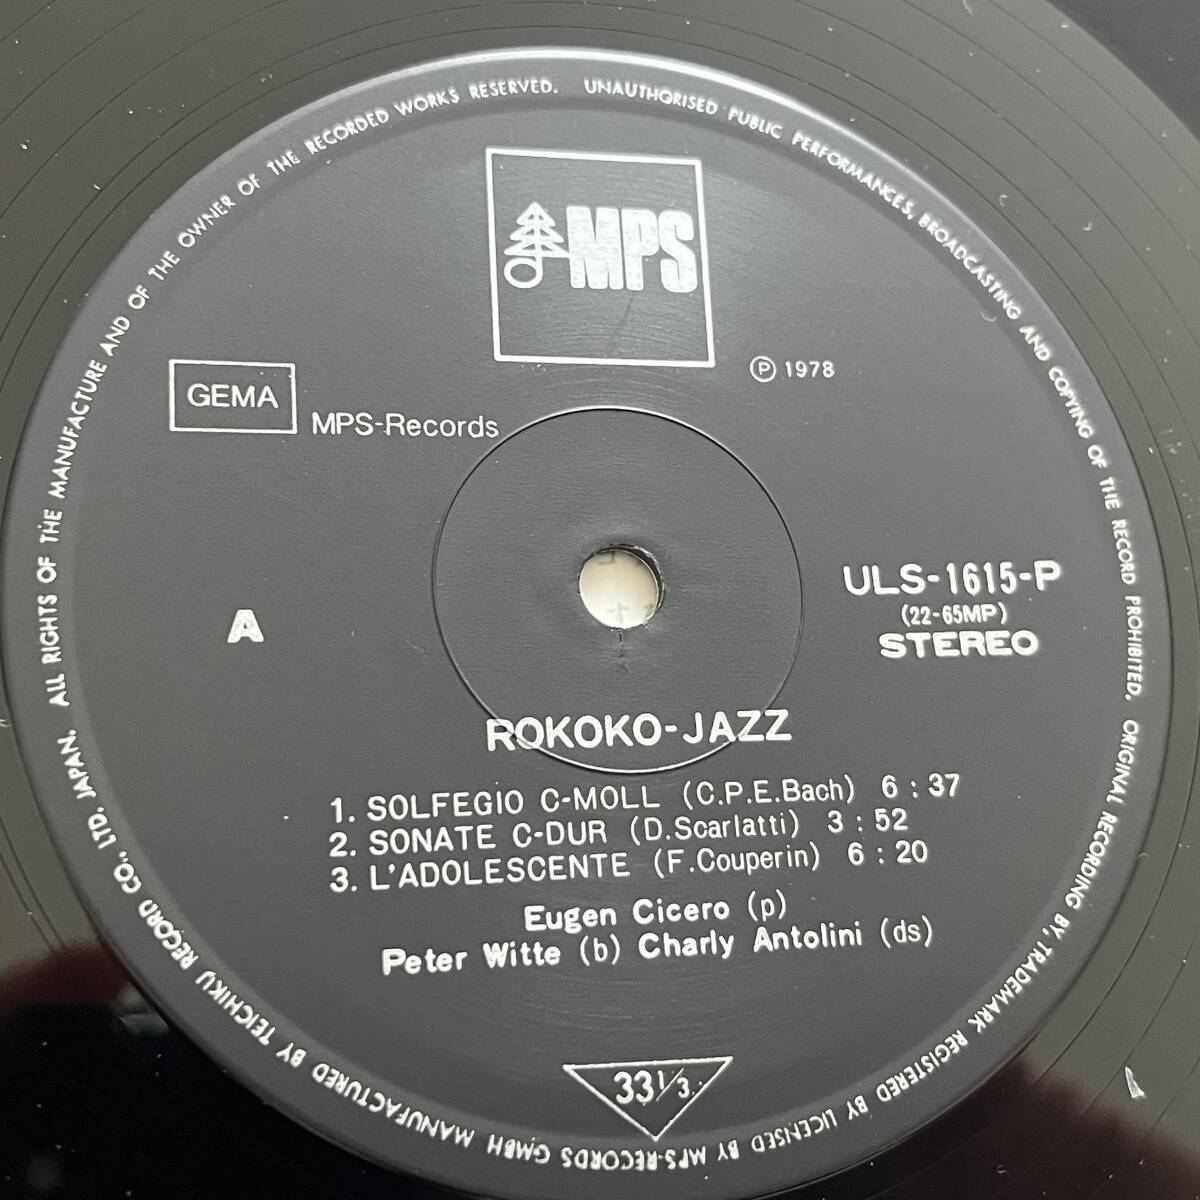 ALL RIGHTS OF THE MANUFACTURE AND OF THE OWNER OF THE RECORDED WORKS RESERVED. UNAUTHORISED PUBLIC PERFORMANCES, BROADCASTING AND COPYING OF THE RECORD PROHIBITED. ORIGINAL RECORDING BY, TRADEMARK REGISTERED BY LICENSED BY MPS-RECORDS GMBH MANUFACTURED BY TEICHIKU RECORD CO., LTD. JAPAN.
MPS
Ⓟ 1978
GEMA
MPS-Records
A
ULS-1615-P
(22-65MP)
STEREO
ROKOKO-JAZZ
1. SOLFEGIO C-MOLL (C.P.E.Bach) 6:37
2. SONATE C-DUR (D.Scarlatti) 3:52
3. L'ADOLESCENTE (F.Couperin) 6:20
Eugen Cicero (p)
Peter Witte (b) Charly Antolini (ds)
33 1/3